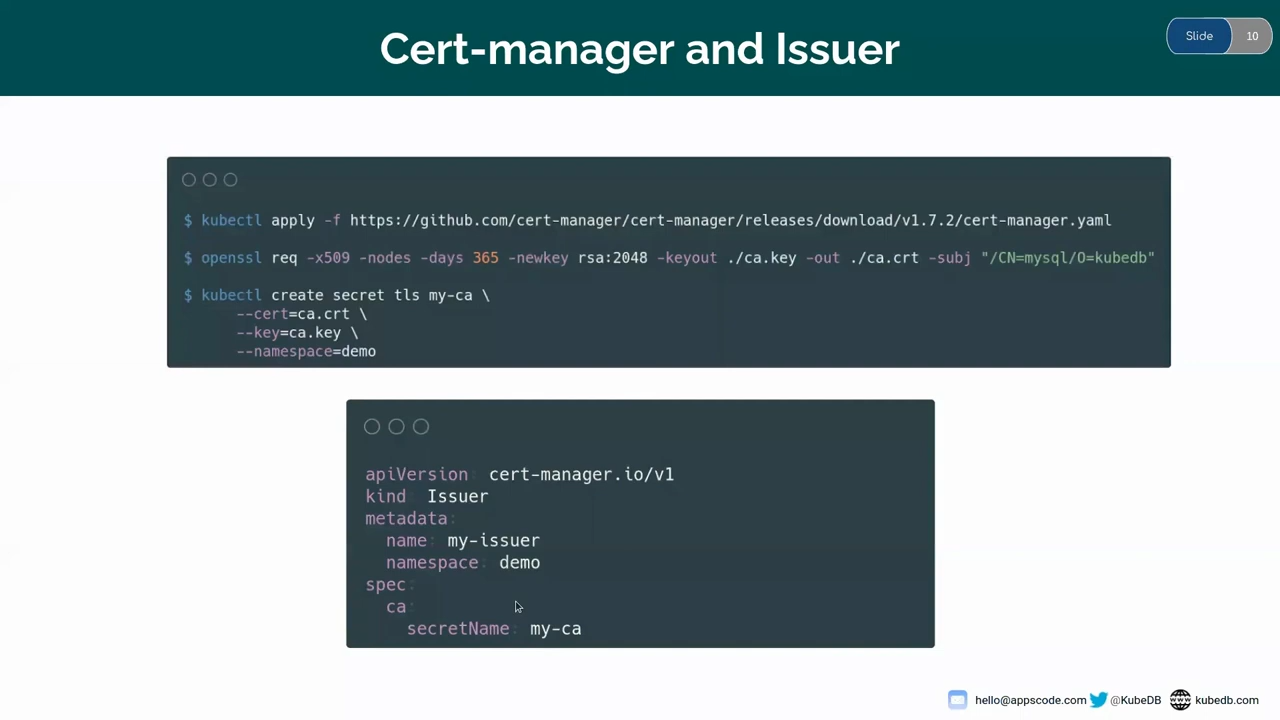 Cert-manager and Issuer
Slide 10
$ kubectl apply -f https://github.com/cert-manager/cert-manager/releases/download/v1.7.2/cert-manager.yaml
$ openssl req -x509 -nodes -days 365 -newkey rsa:2048 -keyout ./ca.key -out ./ca.crt -subj "/CN=mysql/O=kubedb"
$ kubectl create secret tls my-ca \
--cert=ca.crt \
--key=ca.key \
--namespace=demo
apiVersion: cert-manager.io/v1
kind: Issuer
metadata:
name: my-issuer
namespace: demo
spec:
ca:
secretName: my-ca
hello@appscode.com @KubeDB kubedb.com